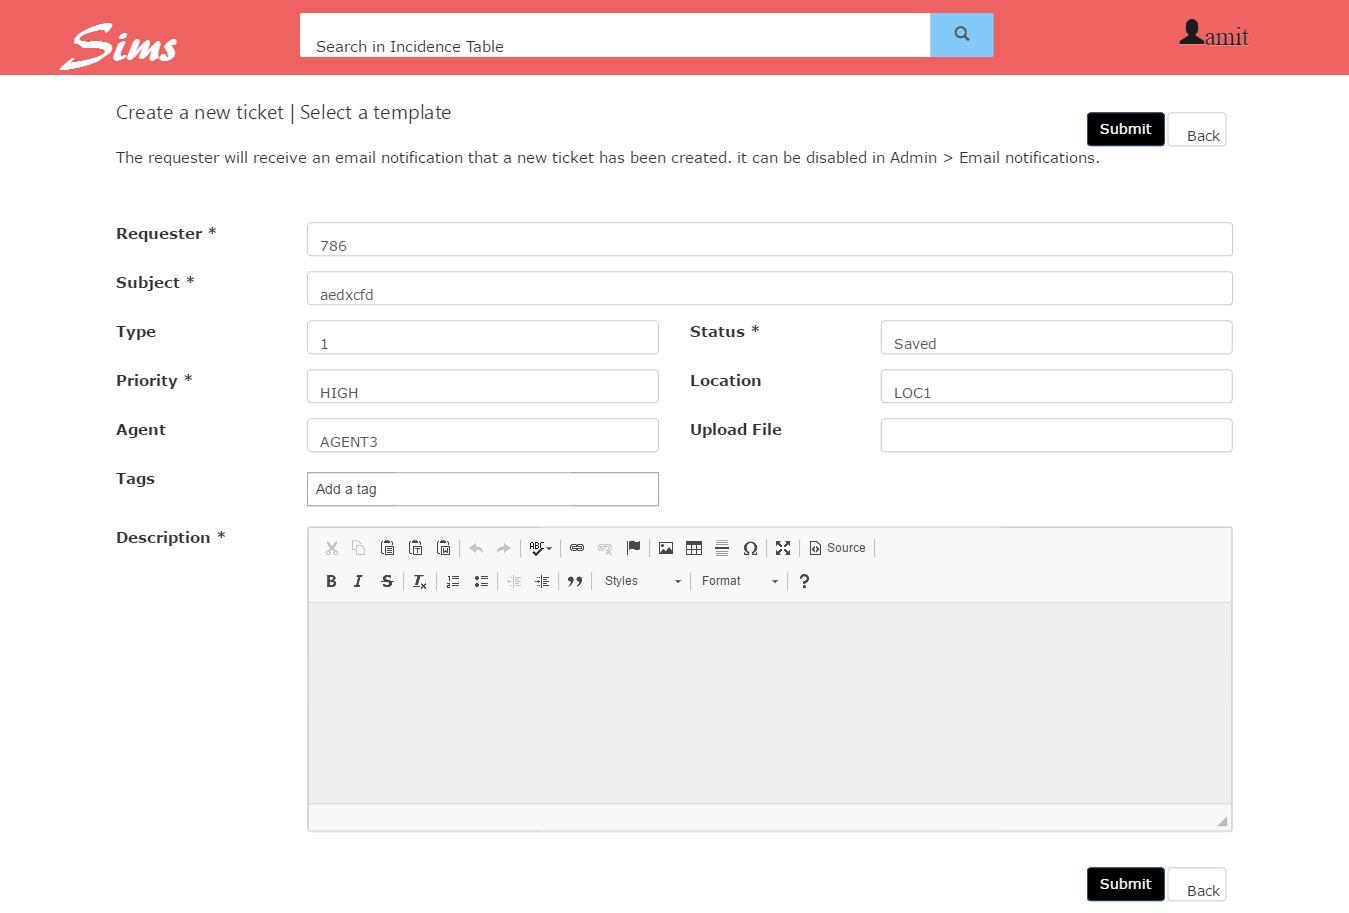 Sims
Search in Incidence Table
amit
Create a new ticket | Select a template
Submit
Back
The requester will receive an email notification that a new ticket has been created. it can be disabled in Admin > Email notifications.
Requester *
786
Subject *
aedxcfd
Type
1
Status *
Saved
Priority *
HIGH
Location
LOC1
Agent
AGENT3
Upload File
Tags
Add a tag
Description *
ABC
Ω
Source
B I S Tx
Styles
Format
?
Submit
Back